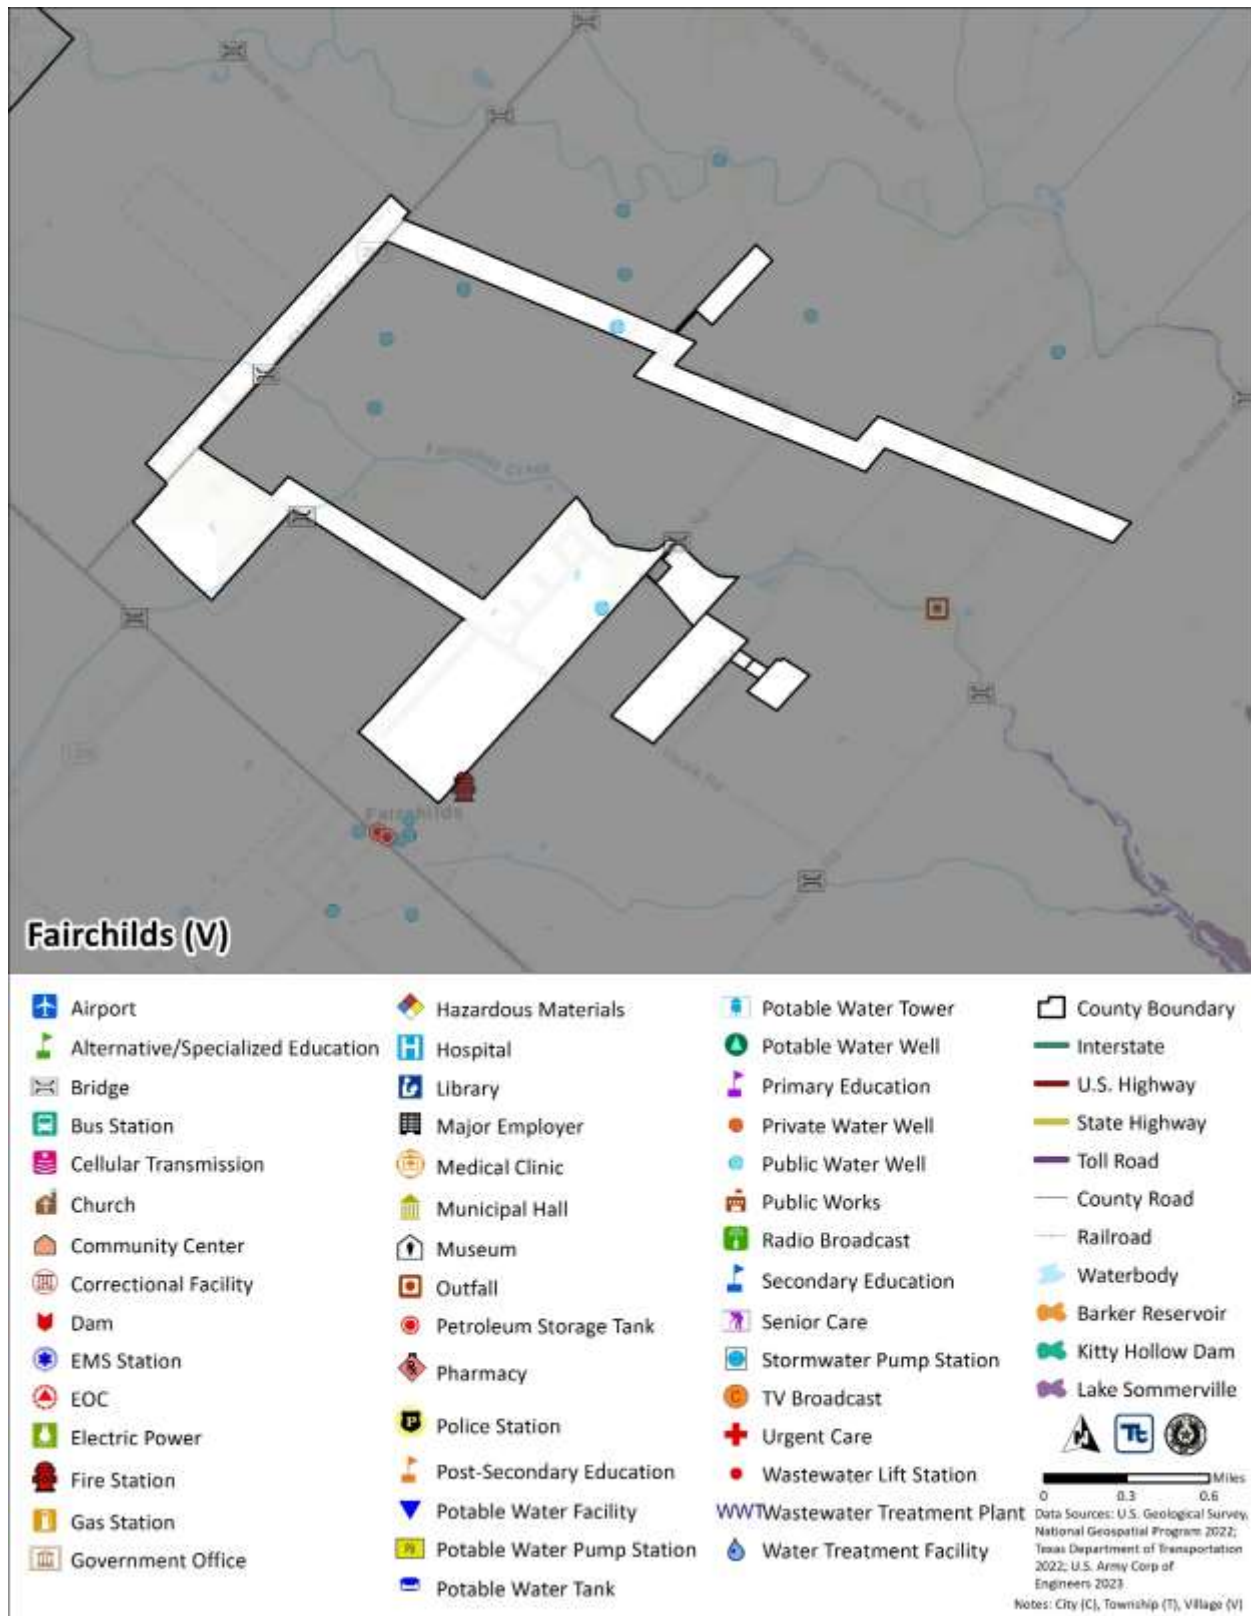 Fairchilds Creek
Fairchilds
Fairchilds (V)
Airport
Alternative/Specialized Education
Bridge
Bus Station
Cellular Transmission
Church
Community Center
Correctional Facility
Dam
EMS Station
EOC
Electric Power
Fire Station
Gas Station
Government Office
Hazardous Materials
Hospital
Library
Major Employer
Medical Clinic
Municipal Hall
Museum
Outfall
Petroleum Storage Tank
Pharmacy
Police Station
Post-Secondary Education
Potable Water Facility
Potable Water Pump Station
Potable Water Tank
Potable Water Tower
Potable Water Well
Primary Education
Private Water Well
Public Water Well
Public Works
Radio Broadcast
Secondary Education
Senior Care
Stormwater Pump Station
TV Broadcast
Urgent Care
Wastewater Lift Station
WWT Wastewater Treatment Plant
Water Treatment Facility
County Boundary
Interstate
U.S. Highway
State Highway
Toll Road
County Road
Railroad
Waterbody
Barker Reservoir
Kitty Hollow Dam
Lake Sommerville
Tt
Miles
0 0.3 0.6
Data Sources: U.S. Geological Survey,
National Geospatial Program 2022;
Texas Department of Transportation
2022; U.S. Army Corp of
Engineers 2023
Notes: City (C), Township (T), Village (V)